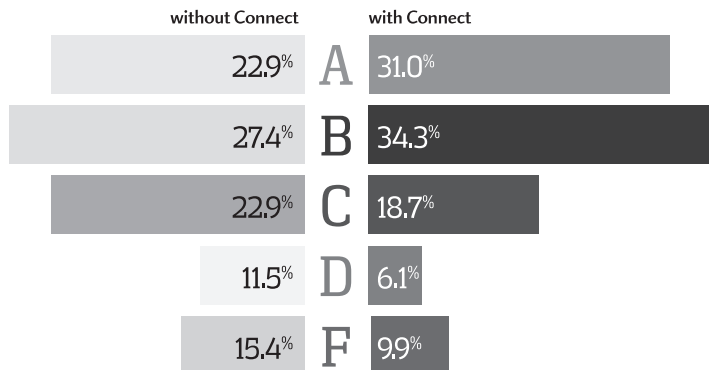 without Connect with Connect
22.9% A 31.0%
27.4% B 34.3%
22.9% C 18.7%
11.5% D 6.1%
15.4% F 9.9%